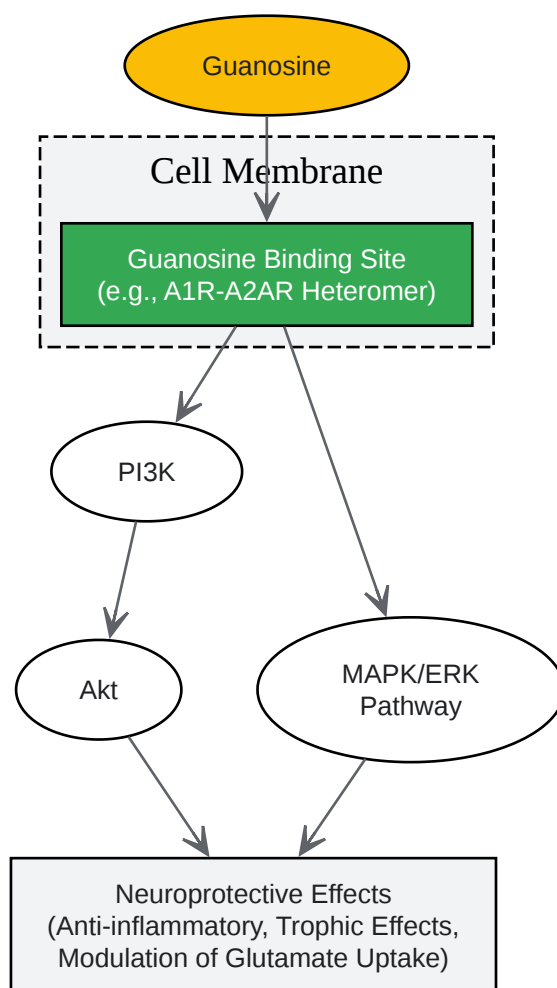 Guanosine
Cell Membrane
Guanosine Binding Site
(e.g., A1R-A2AR Heteromer)
PI3K
Akt
MAPK/ERK
Pathway
Neuroprotective Effects
(Anti-inflammatory, Trophic Effects,
Modulation of Glutamate Uptake)